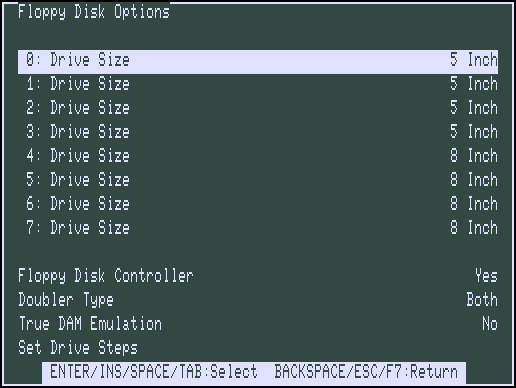 Floppy Disk Options
0: Drive Size 5 Inch
1: Drive Size 5 Inch
2: Drive Size 5 Inch
3: Drive Size 5 Inch
4: Drive Size 8 Inch
5: Drive Size 8 Inch
6: Drive Size 8 Inch
7: Drive Size 8 Inch
Floppy Disk Controller Yes
Doubler Type Both
True DAM Emulation No
Set Drive Steps
ENTER/INS/SPACE/TAB:Select BACKSPACE/ESC/F7:Return